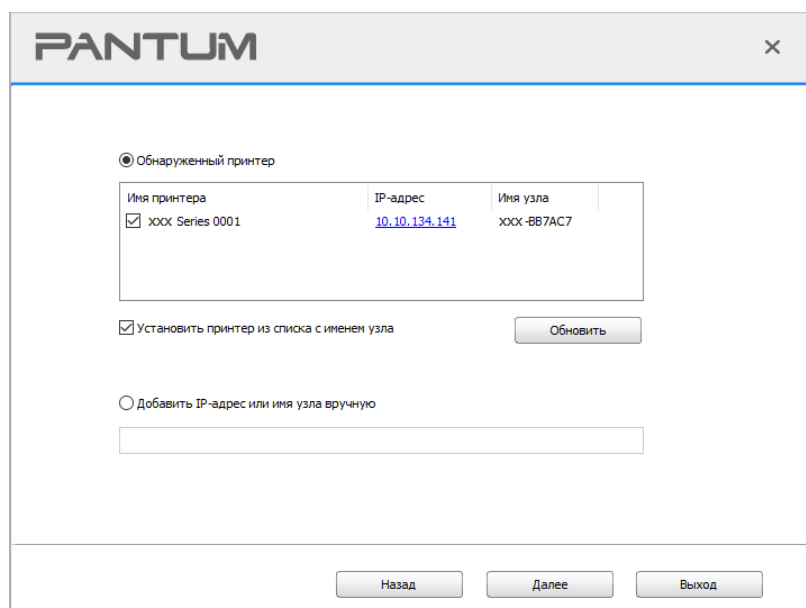 PANTUM
Обнаруженный принтер
Имя принтера IP-адрес Имя узла
XXX Series 0001 10.10.134.141 XXX-BB7AC7
Установить принтер из списка с именем узла Обновить
Добавить IP-адрес или имя узла вручную
Назад Далее Выход